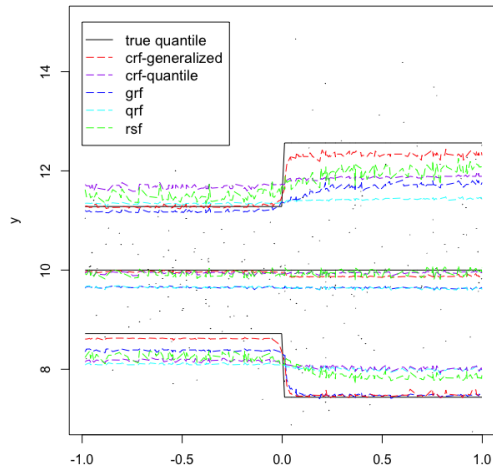 true quantile
crf-generalized
crf-quantile
grf
qrf
rsf
14
12
y
10
8
-1.0 -0.5 0.0 0.5 1.0